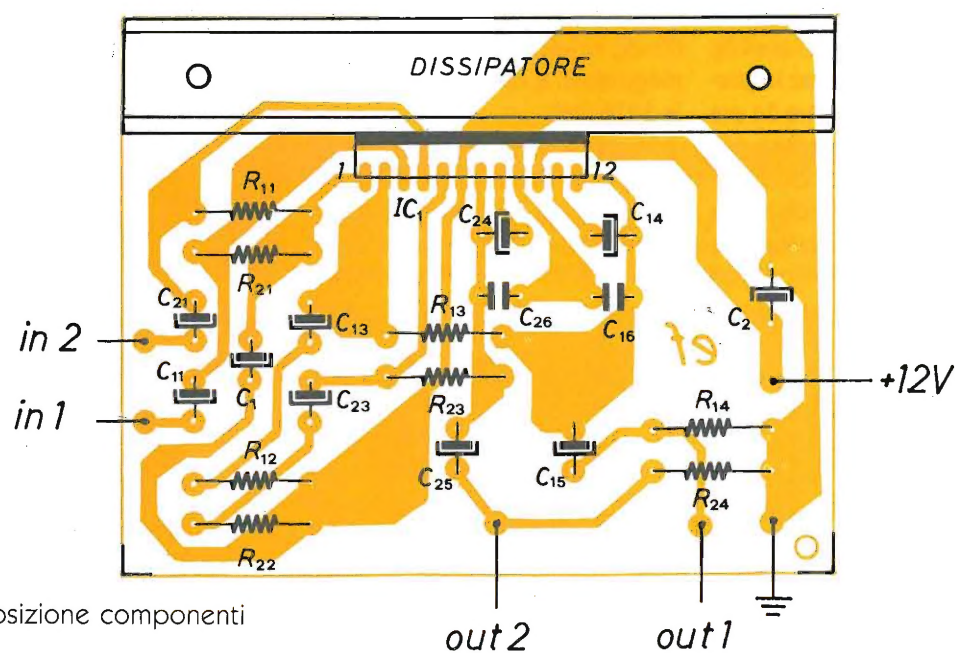 DISSIPATORE
1
12
IC1
R11
C24
C14
R21
C21
C13
R13
C26
C16
C2
in 2
+12V
C11
C1
C23
R23
R14
in 1
R12
C25
C15
R24
R22
out 2
out 1
osizione componenti